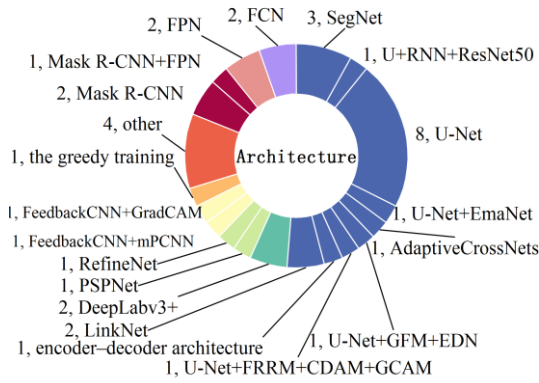 2, FCN
3, SegNet
2, FPN
1, U+RNN+ResNet50
1, Mask R-CNN+FPN
2, Mask R-CNN
4, other
8, U-Net
Architecture
1, the greedy training
1, FeedbackCNN+GradCAM
1, U-Net+EmaNet
1, FeedbackCNN+mPCNN
1, AdaptiveCrossNets
1, RefineNet
1, PSPNet
2, DeepLabv3+
2, LinkNet
1, U-Net+GFM+EDN
1, encoder–decoder architecture
1, U-Net+FRRM+CDAM+GCAM